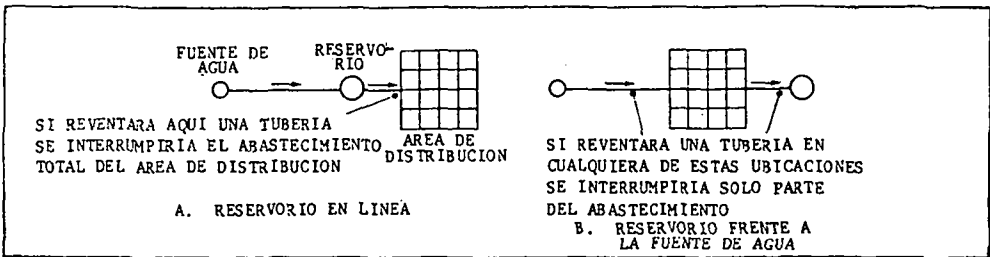 FUENTE DE
AGUA
RESERVO-
RIO
SI REVENTARA AQUI UNA TUBERIA
SE INTERRUMPIRIA EL ABASTECIMIENTO
TOTAL DEL AREA DE DISTRIBUCION
AREA DE
DISTRIBUCION
A. RESERVORIO EN LINEA
SI REVENTARA UNA TUBERIA EN
CUALQUIERA DE ESTAS UBICACIONES
SE INTERRUMPIRIA SOLO PARTE
DEL ABASTECIMIENTO
B. RESERVORIO FRENTE A
LA FUENTE DE AGUA